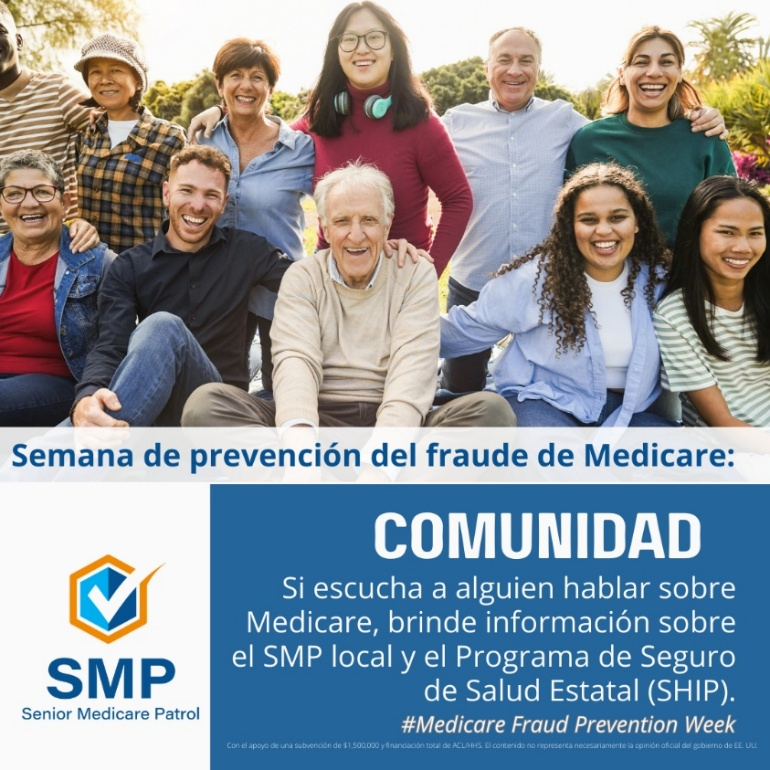 Semana de prevención del fraude de Medicare:
COMUNIDAD
Si escucha a alguien hablar sobre
Medicare, brinde información sobre
el SMP local y el Programa de Seguro
de Salud Estatal (SHIP).
#Medicare Fraud Prevention Week
SMP
Senior Medicare Patrol
Con el apoyo de una subvención de $1,500,000 y financiación total de ACL/HHS. El contenido no representa necesariamente la opinión oficial del gobierno de EE. UU.